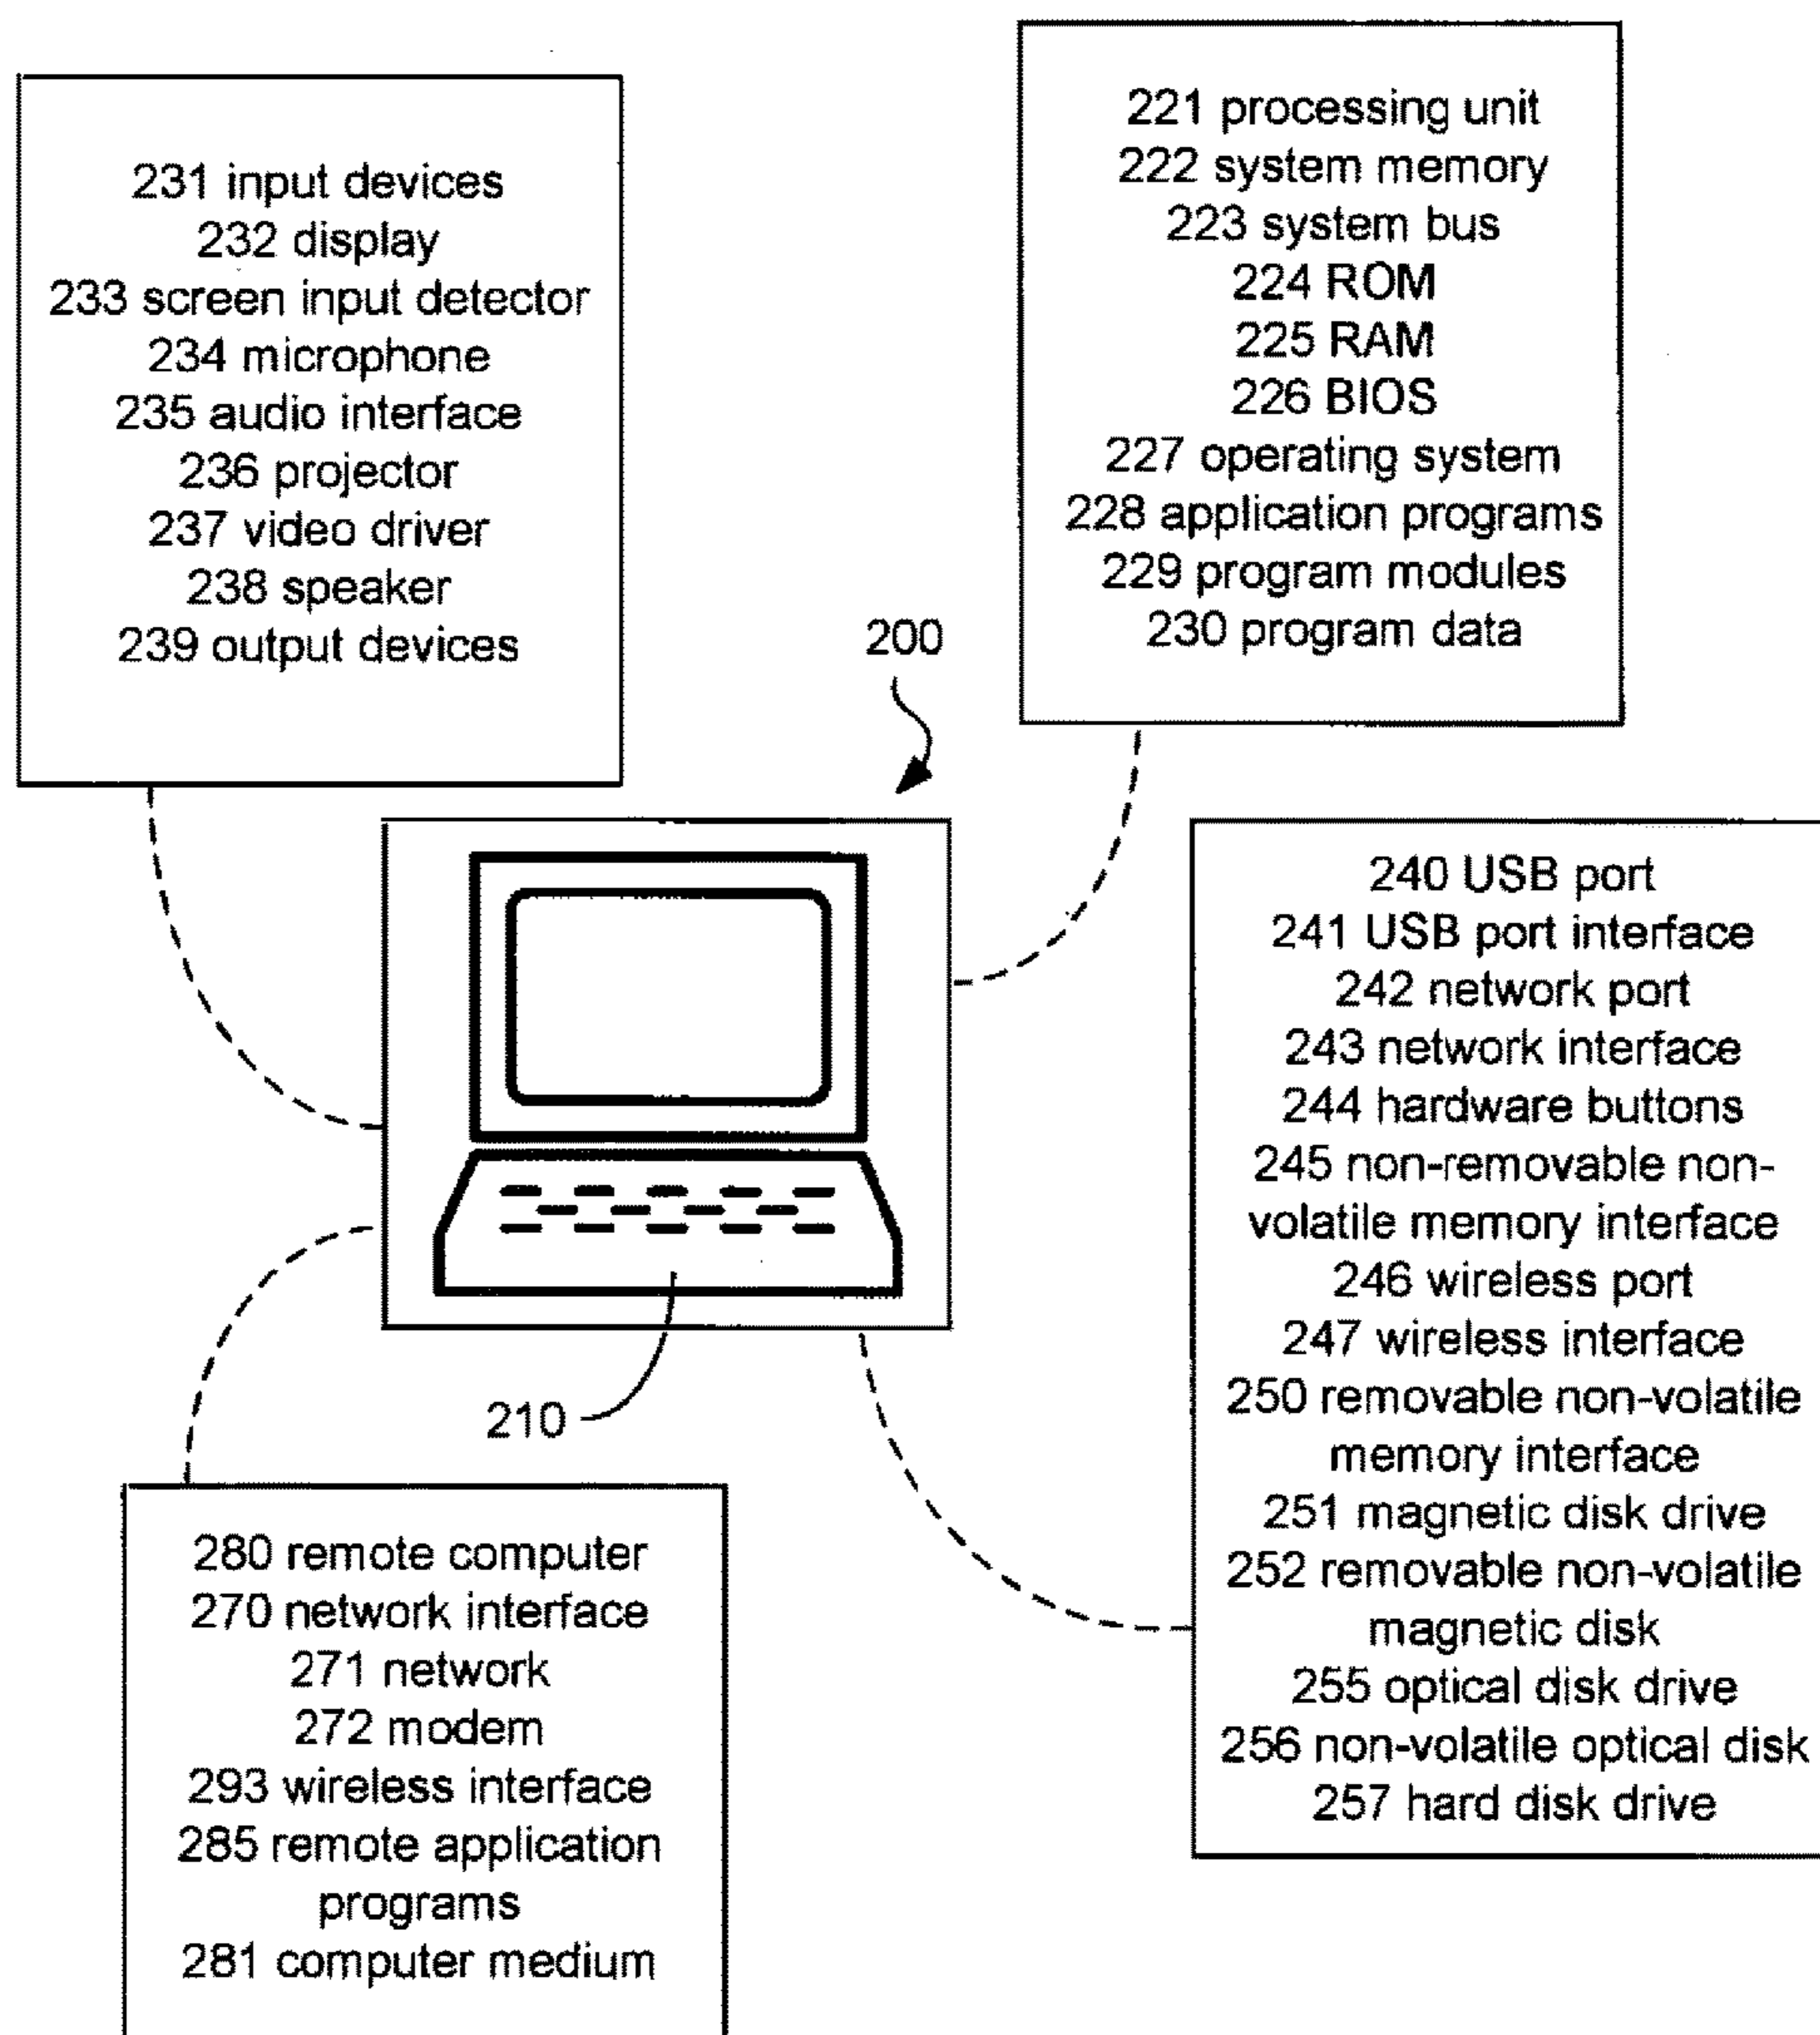 231 input devices
232 display
233 screen input detector
234 microphone
235 audio interface
236 projector
237 video driver
238 speaker
239 output devices
221 processing unit
222 system memory
223 system bus
224 ROM
225 RAM
226 BIOS
227 operating system
228 application programs
229 program modules
230 program data
200
240 USB port
241 USB port interface
242 network port
243 network interface
244 hardware buttons
245 non-removable non-
volatile memory interface
246 wireless port
247 wireless interface
250 removable non-volatile
memory interface
251 magnetic disk drive
252 removable non-volatile
magnetic disk
255 optical disk drive
256 non-volatile optical disk
257 hard disk drive
210
280 remote computer
270 network interface
271 network
272 modem
293 wireless interface
285 remote application
programs
281 computer medium